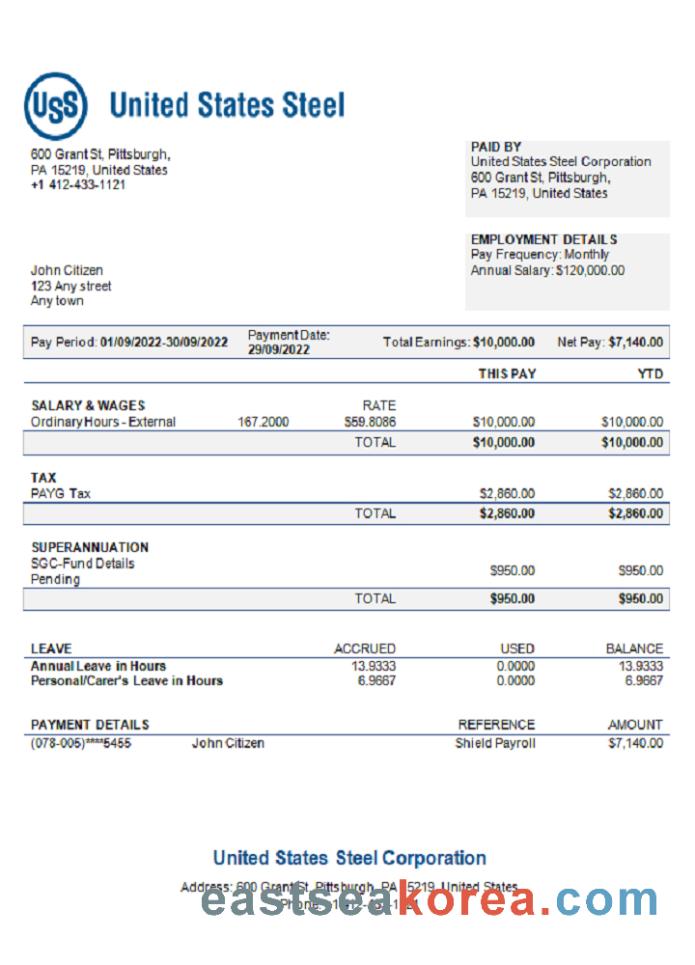 USS United States Steel
600 Grant St, Pittsburgh,
PA 15219, United States
+1 412-433-1121
PAID BY
United States Steel Corporation
600 Grant St, Pittsburgh,
PA 15219, United States
EMPLOYMENT DETAILS
Pay Frequency: Monthly
Annual Salary: $120,000.00
John Citizen
123 Any street
Any town
Pay Period: 01/09/2022-30/09/2022 Payment Date: 29/09/2022 Total Earnings: $10,000.00 Net Pay: $7,140.00
THIS PAY YTD
SALARY & WAGES RATE
Ordinary Hours - External 167.2000 $59.8086 $10,000.00 $10,000.00
TOTAL $10,000.00 $10,000.00
TAX
PAYG Tax $2,860.00 $2,860.00
TOTAL $2,860.00 $2,860.00
SUPERANNUATION
SGC-Fund Details
Pending $950.00 $950.00
TOTAL $950.00 $950.00
LEAVE ACCRUED USED BALANCE
Annual Leave in Hours 13.9333 0.0000 13.9333
Personal/Carer's Leave in Hours 6.9667 0.0000 6.9667
PAYMENT DETAILS REFERENCE AMOUNT
(078-005)****5455 John Citizen Shield Payroll $7,140.00
United States Steel Corporation
Address: 600 Grant St, Pittsburgh, PA 15219, United States
Phone:
eastseakorea.com